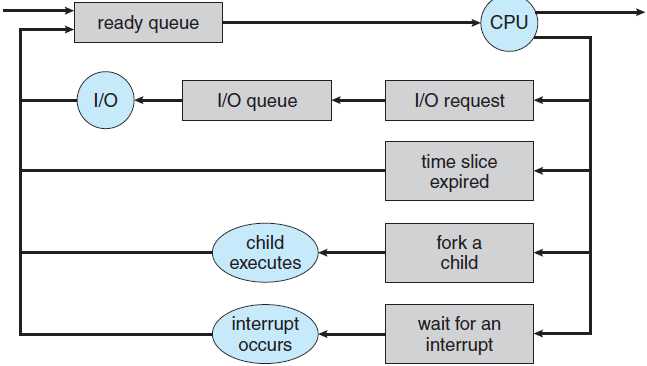 ready queue
CPU
I/O
I/O queue
I/O request
time slice
expired
child
executes
fork a
child
interrupt
occurs
wait for an
interrupt